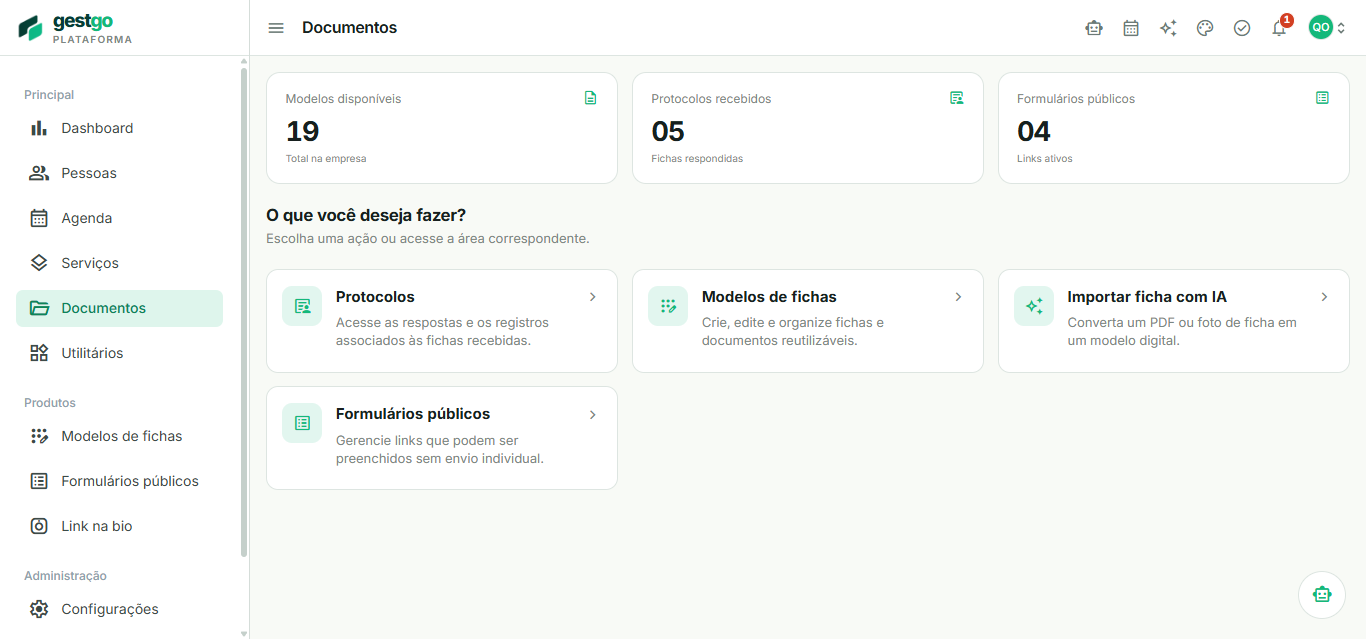 gestgo
PLATAFORMA
Principal
Dashboard
Pessoas
Agenda
Serviços
Documentos
Utilitários
Produtos
Modelos de fichas
Formulários públicos
Link na bio
Administração
Configurações
Documentos
1
QO
Modelos disponíveis
19
Total na empresa
Protocolos recebidos
05
Fichas respondidas
Formulários públicos
04
Links ativos
O que você deseja fazer?
Escolha uma ação ou acesse a área correspondente.
Protocolos
Acesse as respostas e os registros
associados às fichas recebidas.
Modelos de fichas
Crie, edite e organize fichas e
documentos reutilizáveis.
Importar ficha com IA
Converta um PDF ou foto de ficha em
um modelo digital.
Formulários públicos
Gerencie links que podem ser
preenchidos sem envio individual.